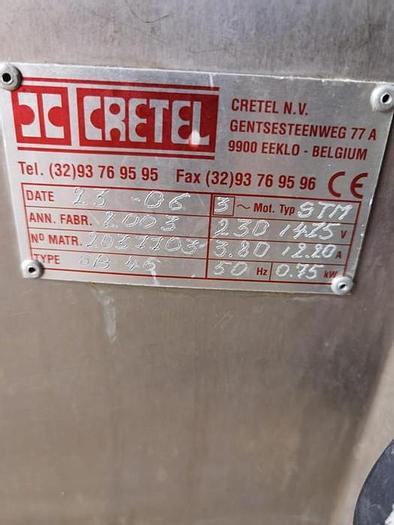 CRETEL
CRETEL N.V.
GENTSESTEENWEG 77 A
9900 EEKLO - BELGIUM
Tel. (32)93 76 95 95 Fax (32)93 76 95 96 CE
DATE -06 3 ~ Mot. Typ STM
ANN. FABR. 2003 230 V
NO MATR. 3.80 12.20 A
TYPE 50 Hz 0.75 kW